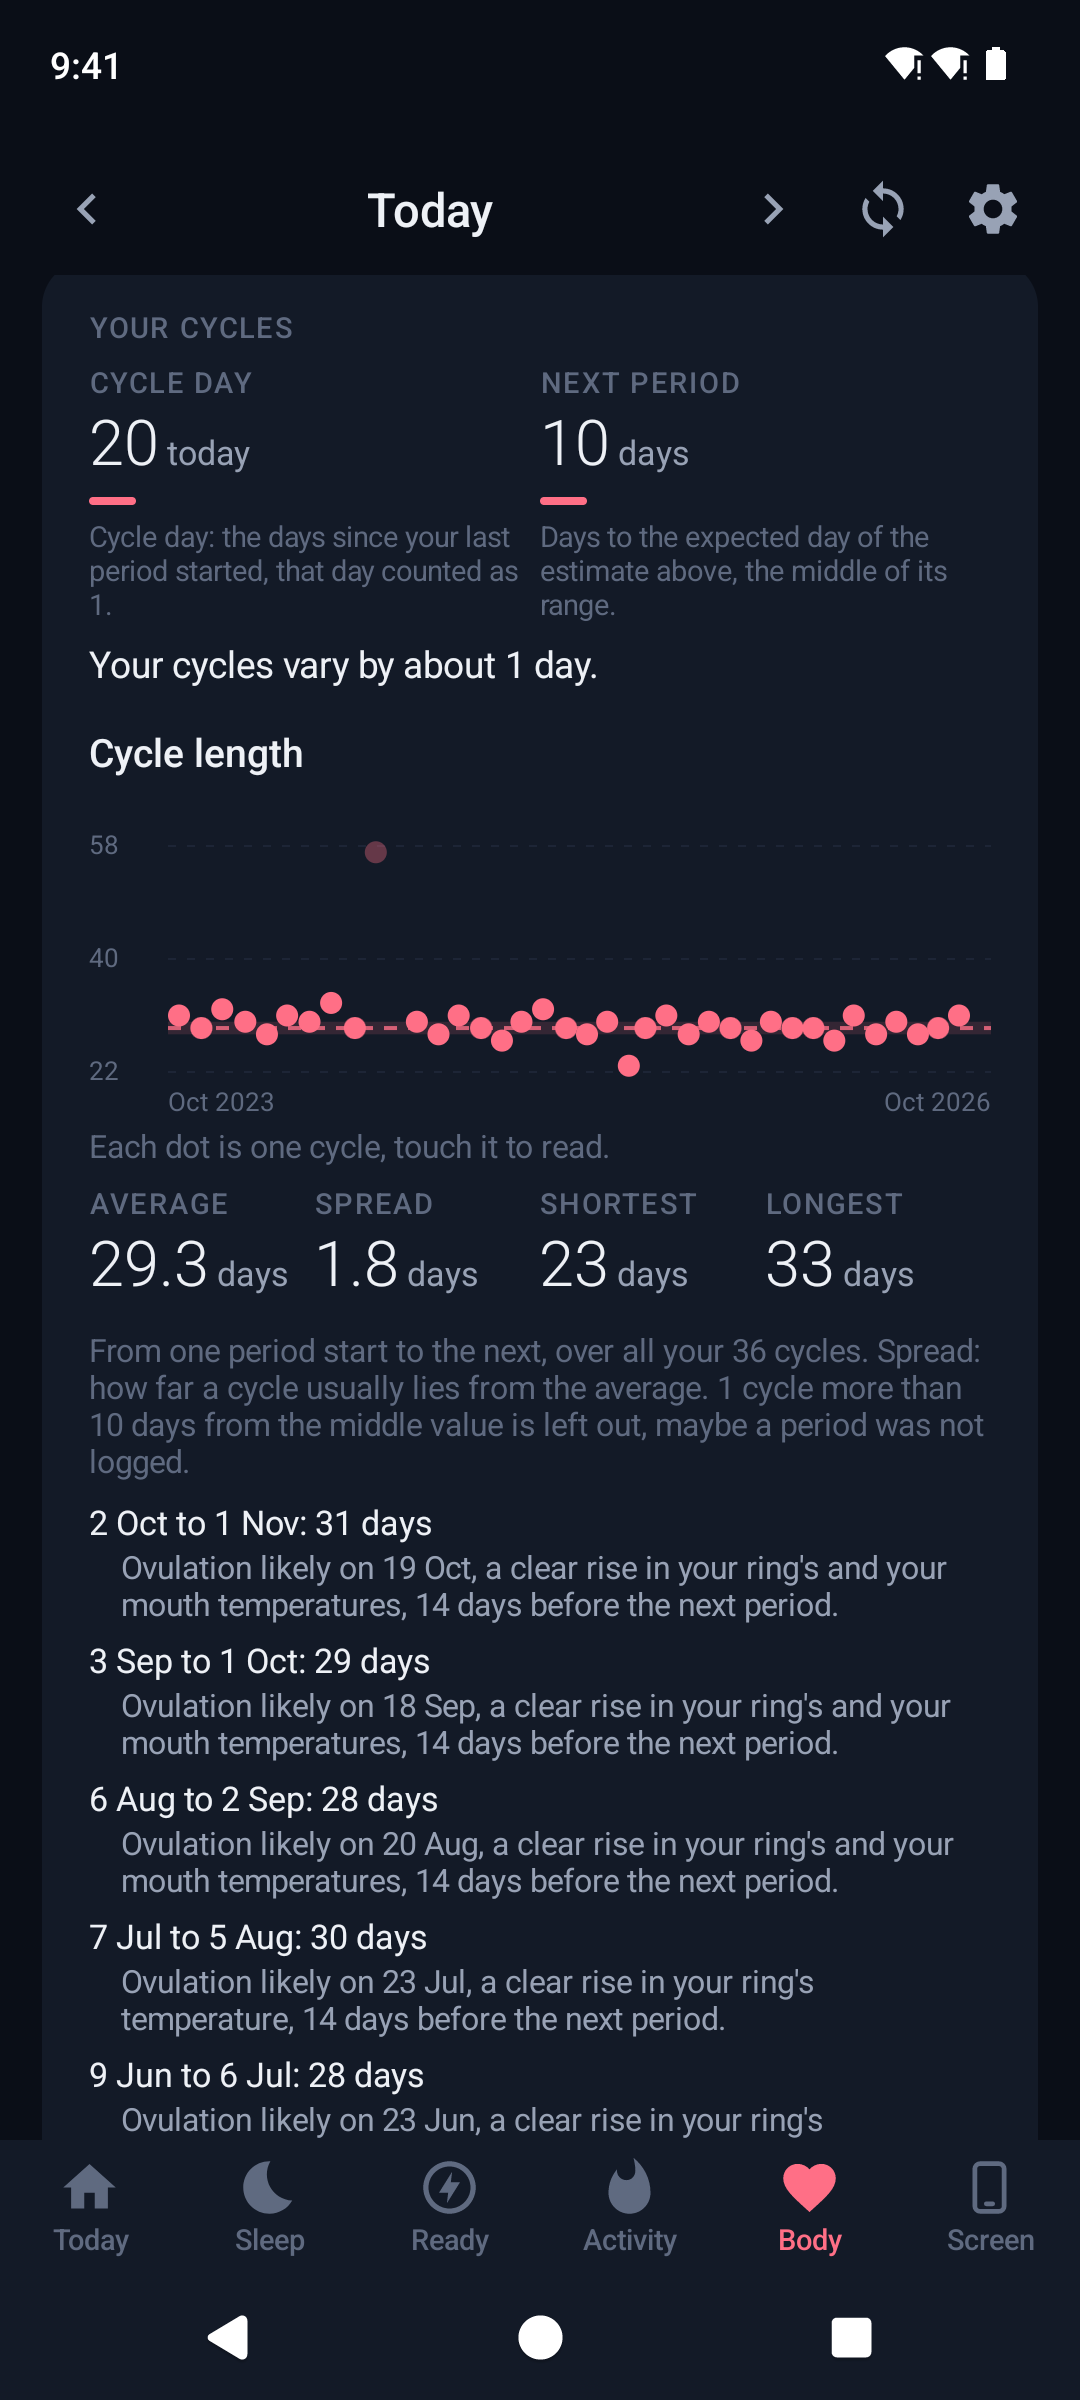 9:41
Today
YOUR CYCLES
CYCLE DAY
NEXT PERIOD
20 today
10 days
Cycle day: the days since your last
period started, that day counted as
1.
Days to the expected day of the
estimate above, the middle of its
range.
Your cycles vary by about 1 day.
Cycle length
58
40
22
Oct 2023
Oct 2026
Each dot is one cycle, touch it to read.
AVERAGE
SPREAD
SHORTEST
LONGEST
29.3 days
1.8 days
23 days
33 days
From one period start to the next, over all your 36 cycles. Spread:
how far a cycle usually lies from the average. 1 cycle more than
10 days from the middle value is left out, maybe a period was not
logged.
2 Oct to 1 Nov: 31 days
Ovulation likely on 19 Oct, a clear rise in your ring's and your
mouth temperatures, 14 days before the next period.
3 Sep to 1 Oct: 29 days
Ovulation likely on 18 Sep, a clear rise in your ring's and your
mouth temperatures, 14 days before the next period.
6 Aug to 2 Sep: 28 days
Ovulation likely on 20 Aug, a clear rise in your ring's and your
mouth temperatures, 14 days before the next period.
7 Jul to 5 Aug: 30 days
Ovulation likely on 23 Jul, a clear rise in your ring's
temperature, 14 days before the next period.
9 Jun to 6 Jul: 28 days
Ovulation likely on 23 Jun, a clear rise in your ring's
Today
Sleep
Ready
Activity
Body
Screen